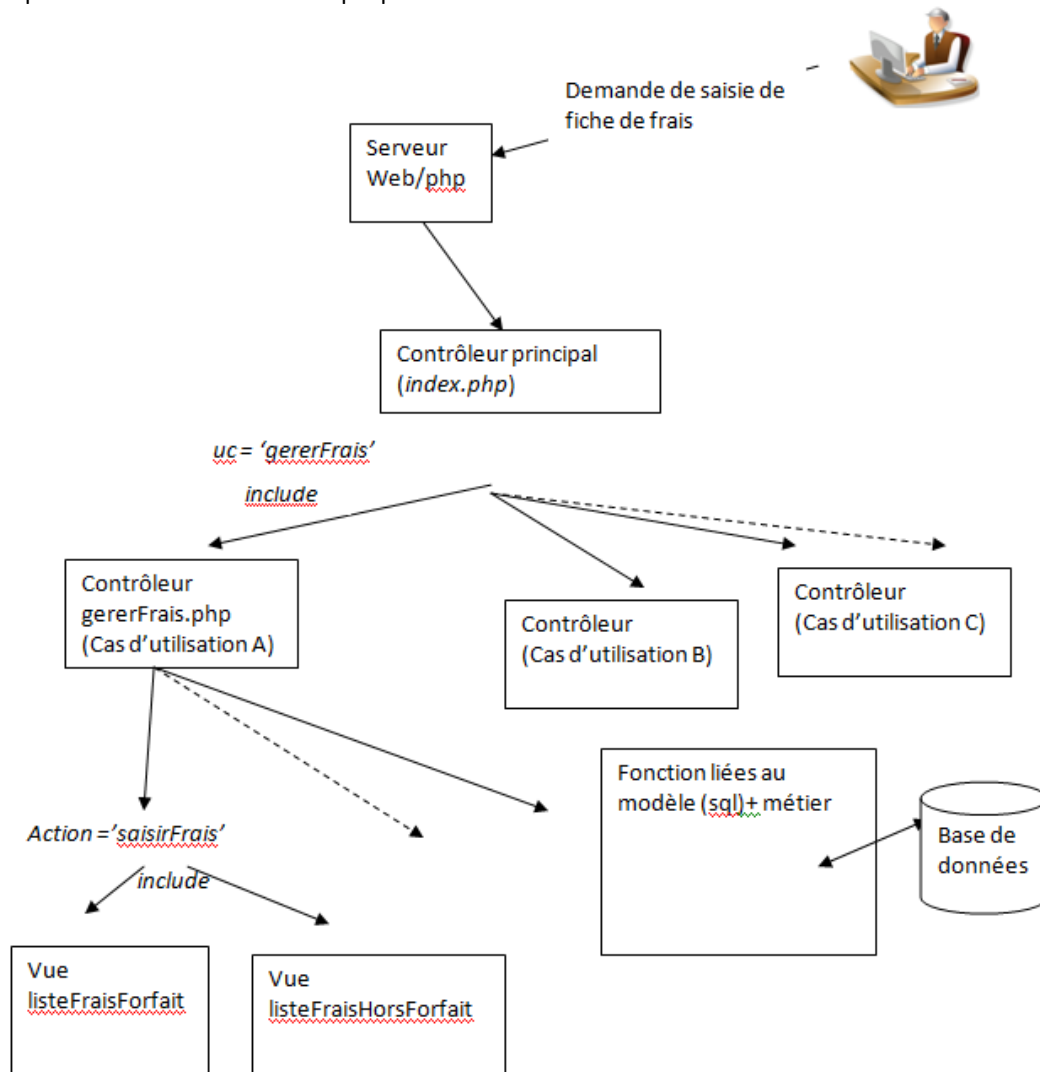 Demande de saisie de
fiche de frais
Serveur
Web/php
Contrôleur principal
(index.php)
uc = ‘gererFrais’
include
Contrôleur
gererFrais.php
(Cas d’utilisation A)
Contrôleur
(Cas d’utilisation B)
Contrôleur
(Cas d’utilisation C)
Fonction liées au
modèle (sql)+ métier
Base de
données
Action =’saisirFrais’
include
Vue
listeFraisForfait
Vue
listeFraisHorsForfait